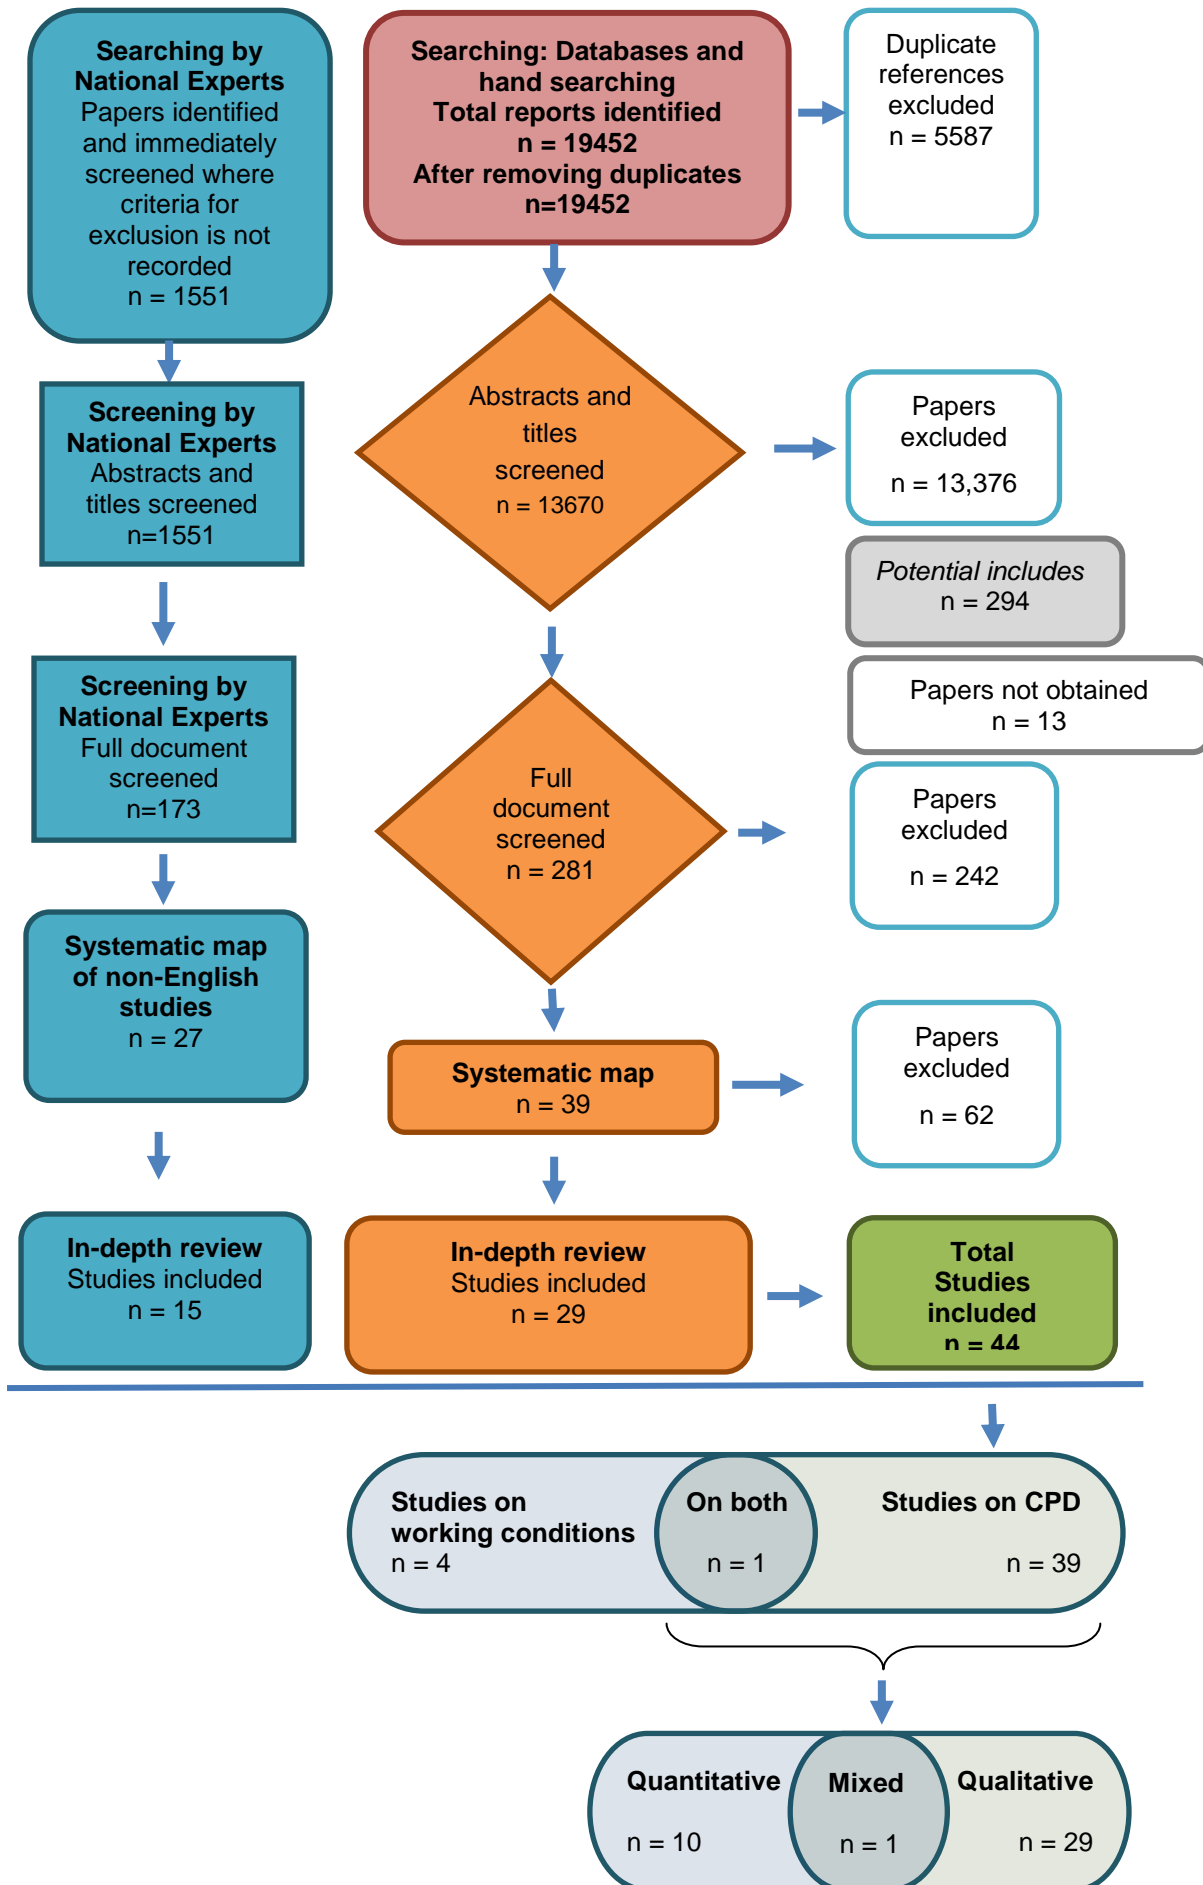 Searching by
National Experts
Papers identified
and immediately
screened where
criteria for
exclusion is not
recorded
n = 1551
Searching: Databases and
hand searching
Total reports identified
n = 19452
After removing duplicates
n=19452
Duplicate
references
excluded
n = 5587
Screening by
National Experts
Abstracts and
titles screened
n=1551
Abstracts and
titles
screened
n = 13670
Papers
excluded
n = 13,376
Potential includes
n = 294
Papers not obtained
n = 13
Screening by
National Experts
Full document
screened
n=173
Full
document
screened
n = 281
Papers
excluded
n = 242
Systematic map
of non-English
studies
n = 27
Systematic map
n = 39
Papers
excluded
n = 62
In-depth review
Studies included
n = 15
In-depth review
Studies included
n = 29
Total
Studies
included
n = 44
Studies on
working conditions
n = 4
On both
n = 1
Studies on CPD
n = 39
Quantitative
n = 10
Mixed
n = 1
Qualitative
n = 29